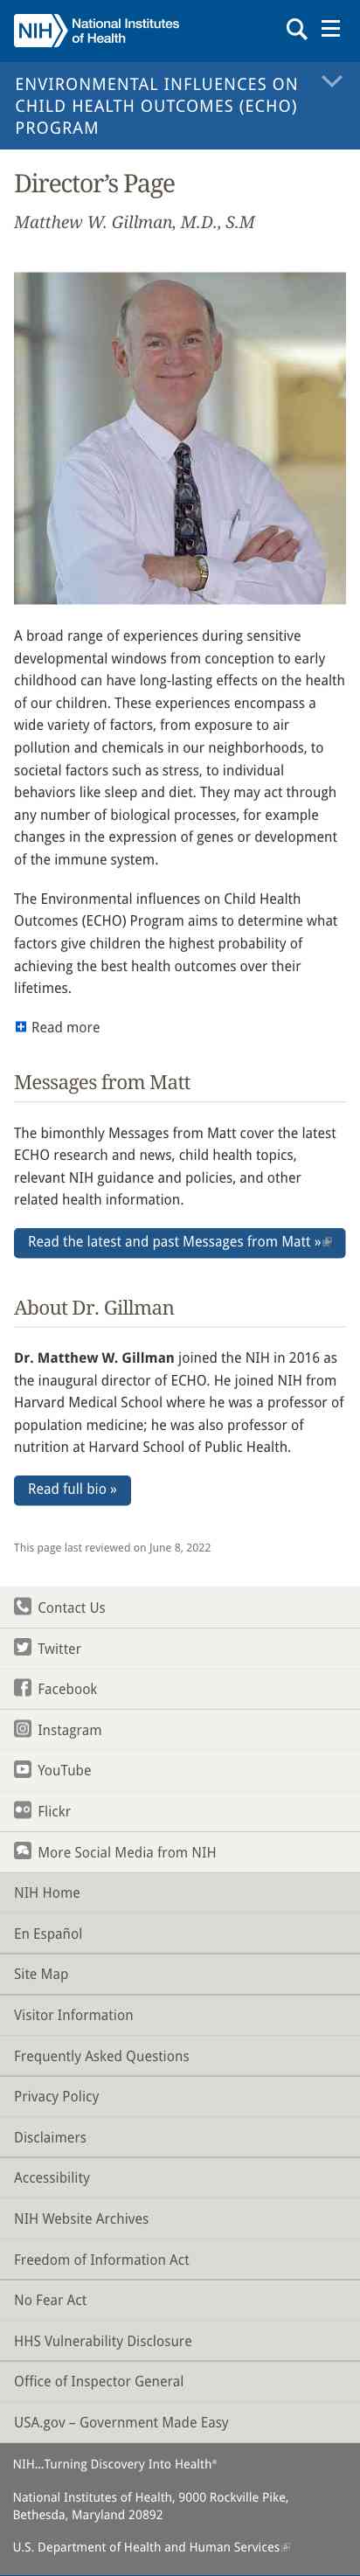 NIH National Institutes
of Health
ENVIRONMENTAL INFLUENCES ON
CHILD HEALTH OUTCOMES (ECHO)
PROGRAM
Director’s Page
Matthew W. Gillman, M.D., S.M
A broad range of experiences during sensitive
developmental windows from conception to early
childhood can have long-lasting effects on the health
of our children. These experiences encompass a
wide variety of factors, from exposure to air
pollution and chemicals in our neighborhoods, to
societal factors such as stress, to individual
behaviors like sleep and diet. They may act through
any number of biological processes, for example
changes in the expression of genes or development
of the immune system.
The Environmental influences on Child Health
Outcomes (ECHO) Program aims to determine what
factors give children the highest probability of
achieving the best health outcomes over their
lifetimes.
Read more
Messages from Matt
The bimonthly Messages from Matt cover the latest
ECHO research and news, child health topics,
relevant NIH guidance and policies, and other
related health information.
Read the latest and past Messages from Matt »
About Dr. Gillman
Dr. Matthew W. Gillman joined the NIH in 2016 as
the inaugural director of ECHO. He joined NIH from
Harvard Medical School where he was a professor of
population medicine; he was also professor of
nutrition at Harvard School of Public Health.
Read full bio »
This page last reviewed on June 8, 2022
Contact Us
Twitter
Facebook
Instagram
YouTube
Flickr
More Social Media from NIH
NIH Home
En Español
Site Map
Visitor Information
Frequently Asked Questions
Privacy Policy
Disclaimers
Accessibility
NIH Website Archives
Freedom of Information Act
No Fear Act
HHS Vulnerability Disclosure
Office of Inspector General
USA.gov – Government Made Easy
NIH…Turning Discovery Into Health®
National Institutes of Health, 9000 Rockville Pike,
Bethesda, Maryland 20892
U.S. Department of Health and Human Services